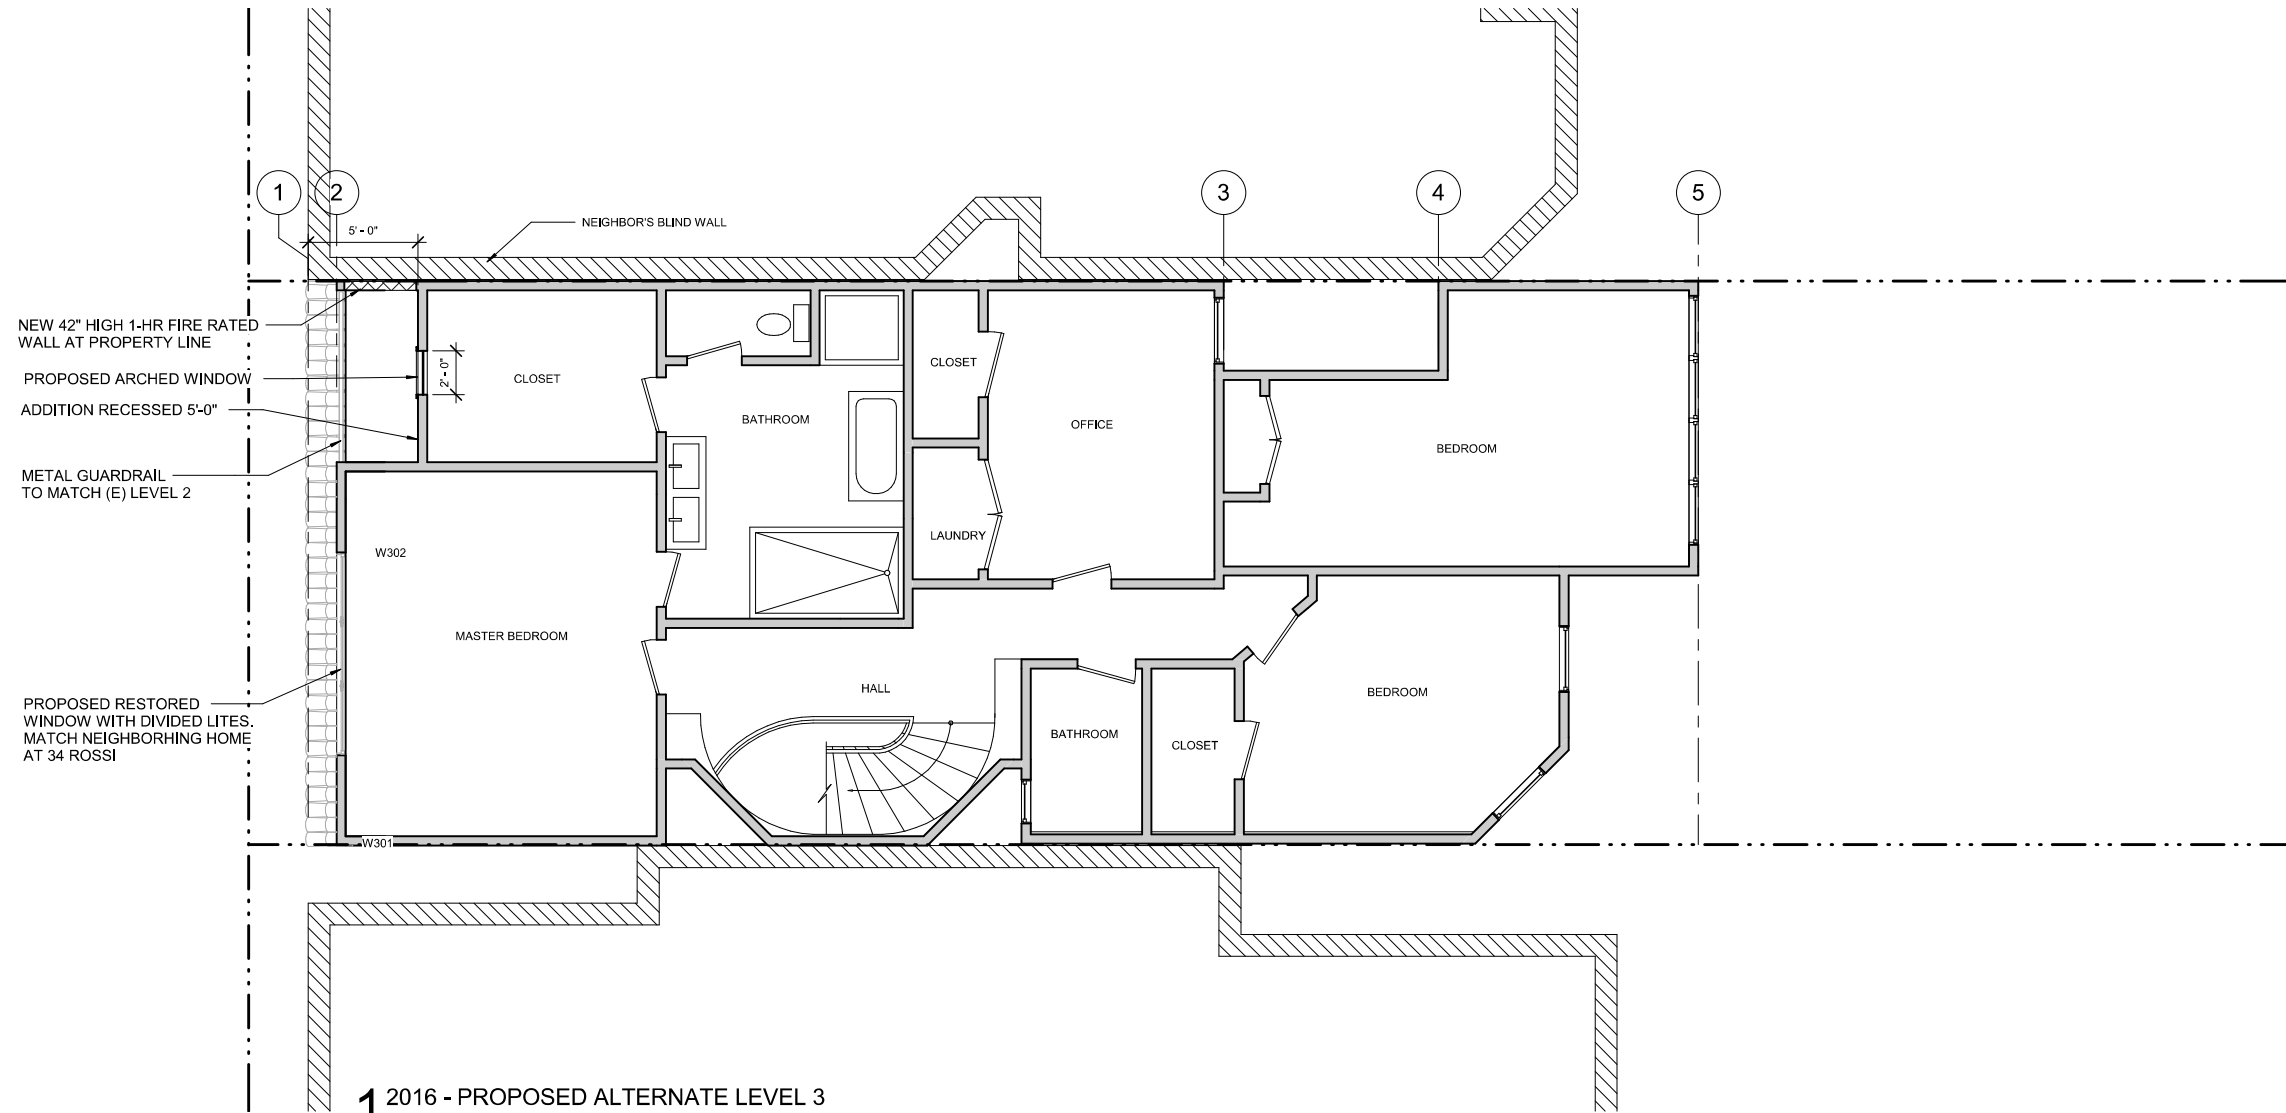 1
2
3
4
5
5' - 0"
NEIGHBOR'S BLIND WALL
NEW 42" HIGH 1-HR FIRE RATED
WALL AT PROPERTY LINE
PROPOSED ARCHED WINDOW
ADDITION RECESSED 5'-0"
METAL GUARDRAIL
TO MATCH (E) LEVEL 2
PROPOSED RESTORED
WINDOW WITH DIVIDED LITES.
MATCH NEIGHBORHING HOME
AT 34 ROSSI
2' - 0"
CLOSET
BATHROOM
CLOSET
OFFICE
BEDROOM
LAUNDRY
W302
MASTER BEDROOM
HALL
BATHROOM
CLOSET
BEDROOM
W301
1 2016 - PROPOSED ALTERNATE LEVEL 3